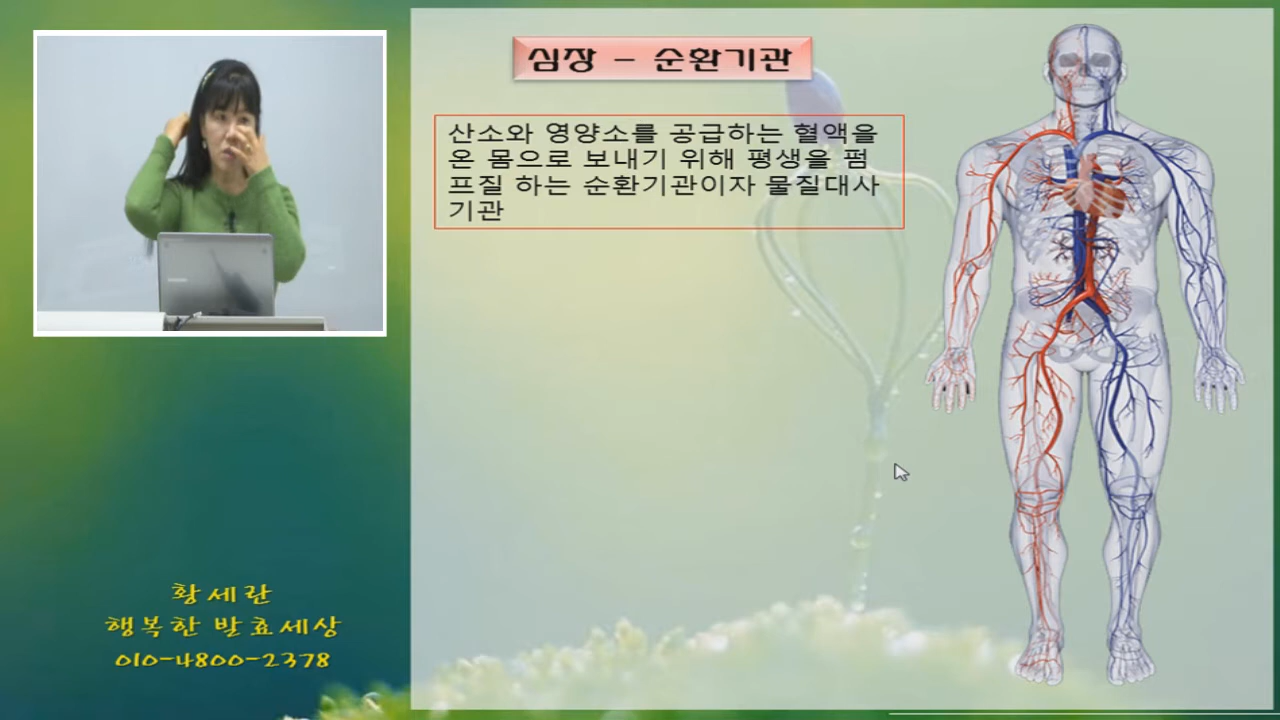 심장 - 순환기관
산소와 영양소를 공급하는 혈액을
온 몸으로 보내기 위해 평생을 펌
프질 하는 순환기관이자 물질대사
기관
황세란
행복한 발효세상
010-4800-2378